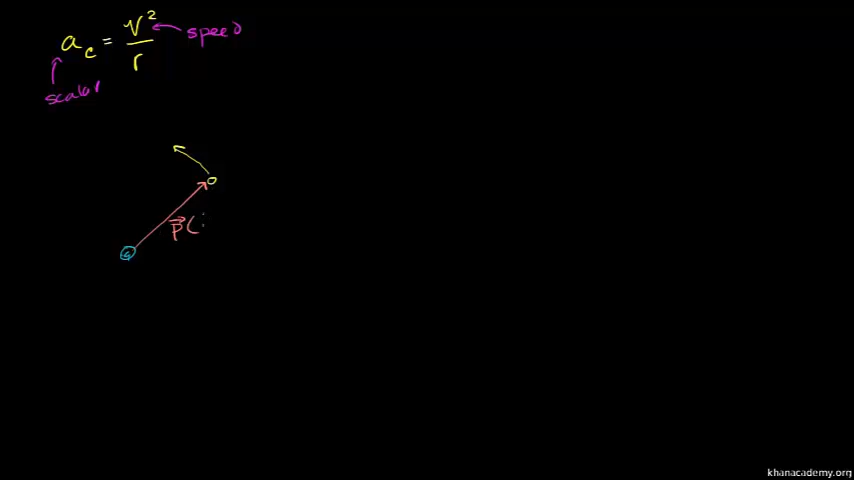 a_c = v²/r ← speed
scalar
p⃗(
khanacademy.org